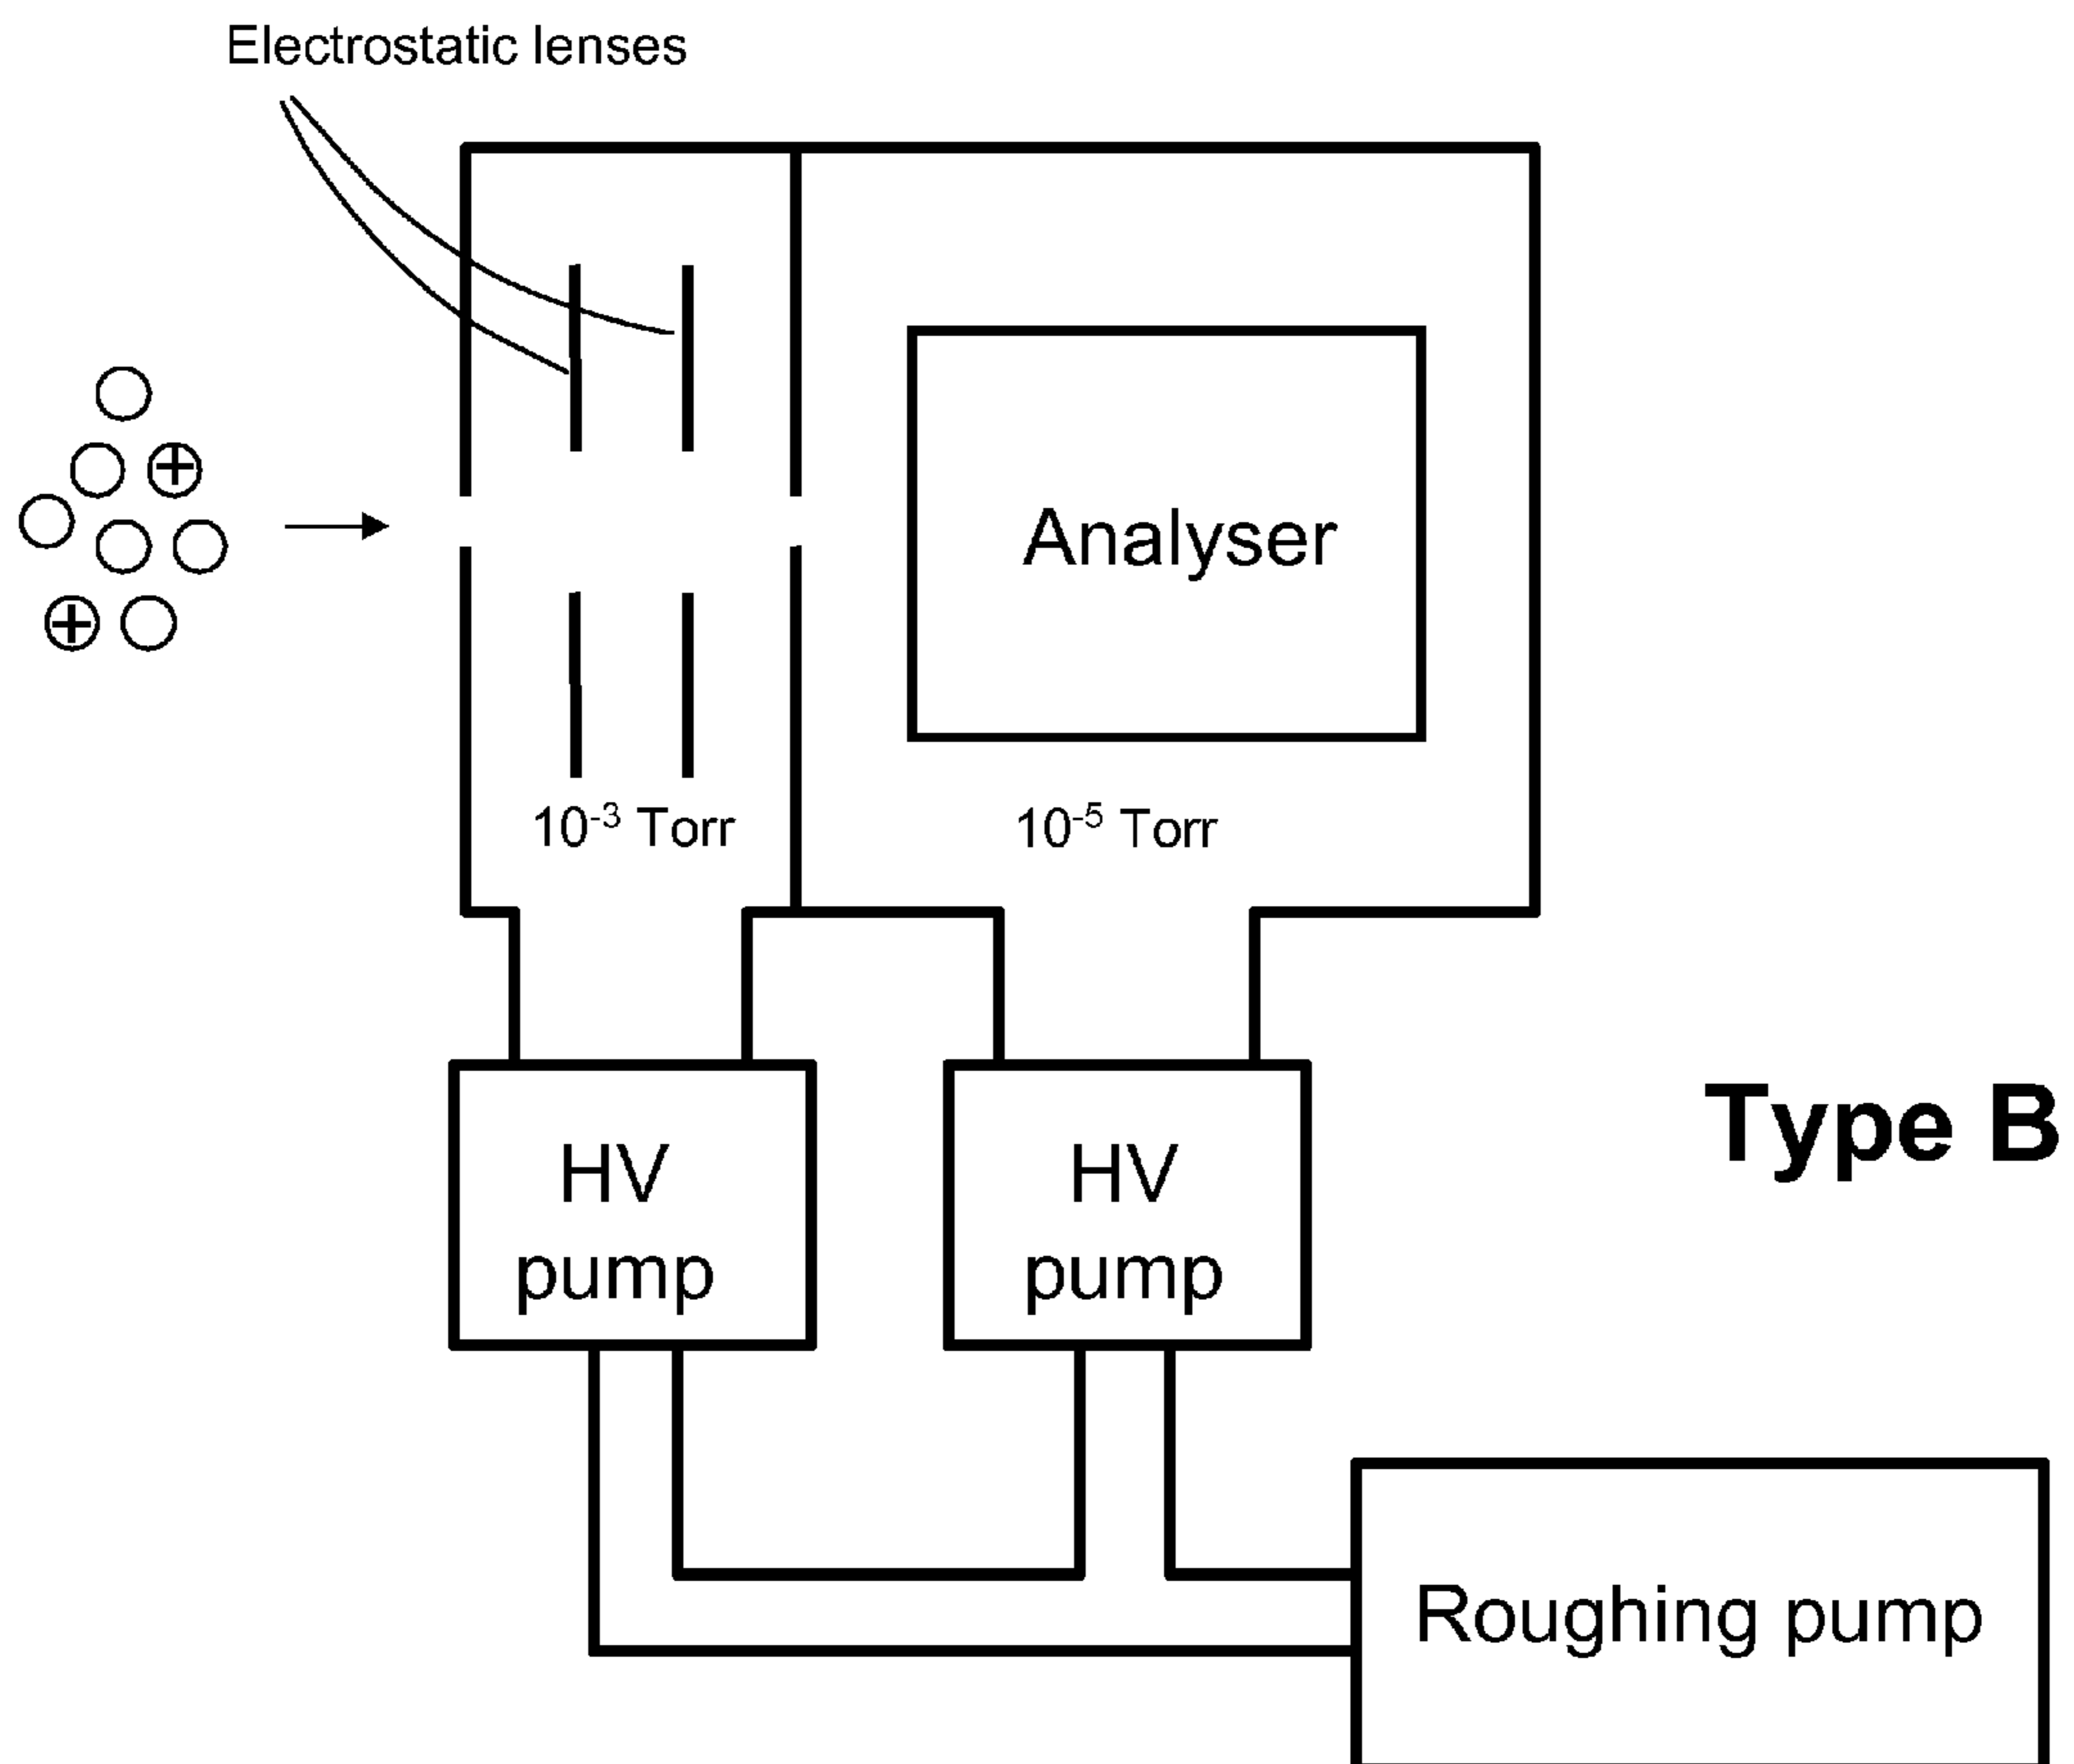 Electrostatic lenses
Analyser
10-3 Torr
10-5 Torr
Type B
HV
pump
HV
pump
Roughing pump